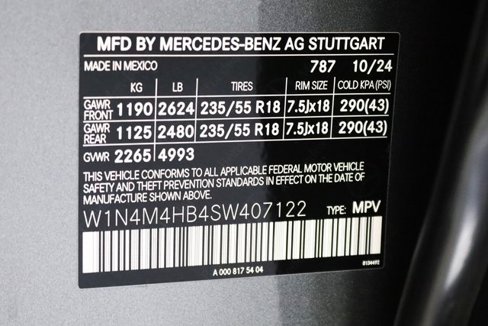 MFD BY MERCEDES-BENZ AG STUTTGART
MADE IN MEXICO 787 10/24
KG LB TIRES RIM SIZE COLD KPA (PSI)
GAWR FRONT 1190 2624 235/55 R18 7.5Jx18 290(43)
GAWR REAR 1125 2480 235/55 R18 7.5Jx18 290(43)
GVWR 2265 4993
THIS VEHICLE CONFORMS TO ALL APPLICABLE FEDERAL MOTOR VEHICLE
SAFETY AND THEFT PREVENTION STANDARDS IN EFFECT ON THE DATE OF
MANUFACTURE SHOWN ABOVE.
W1N4M4HB4SW407122 TYPE: MPV
A 000 817 54 04